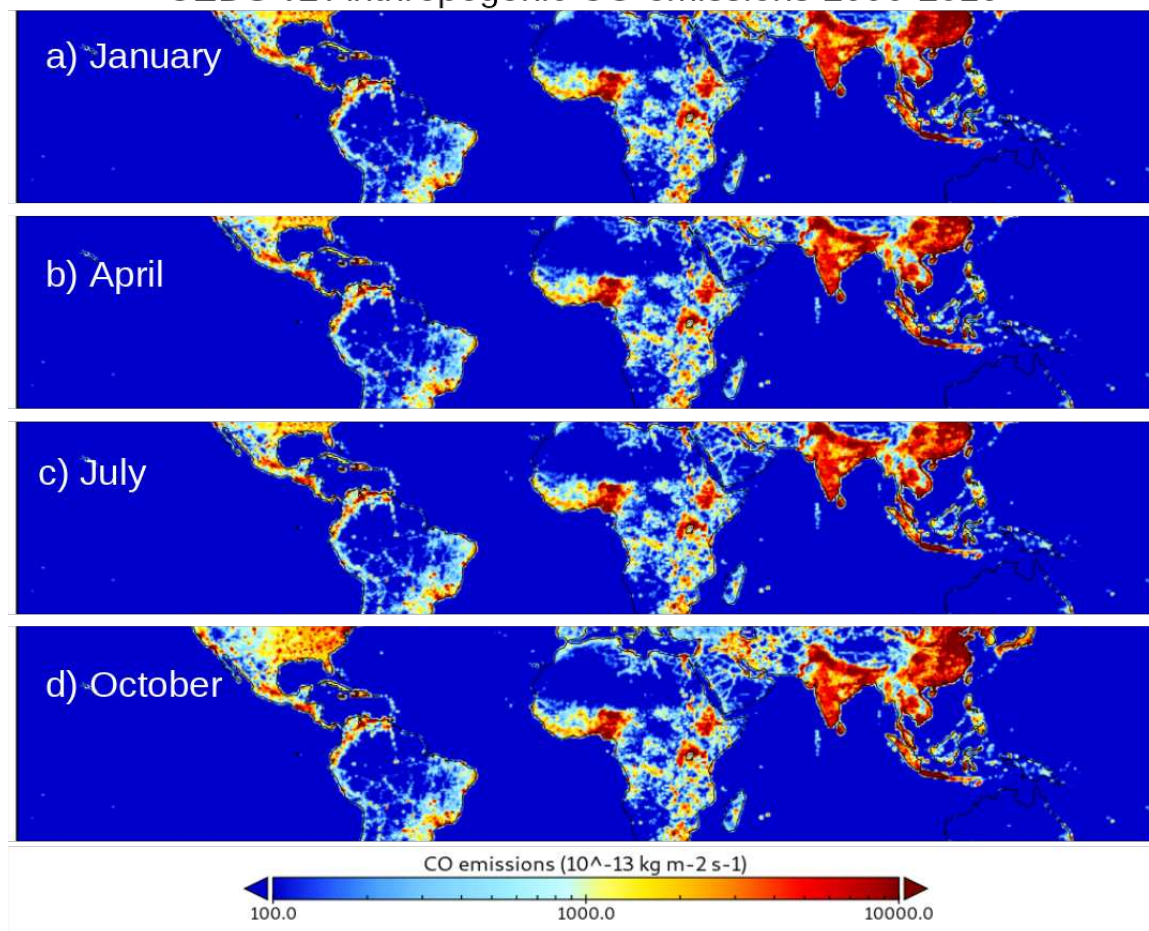 a) January
b) April
c) July
d) October
CO emissions (10^-13 kg m-2 s-1)
100.0 1000.0 10000.0